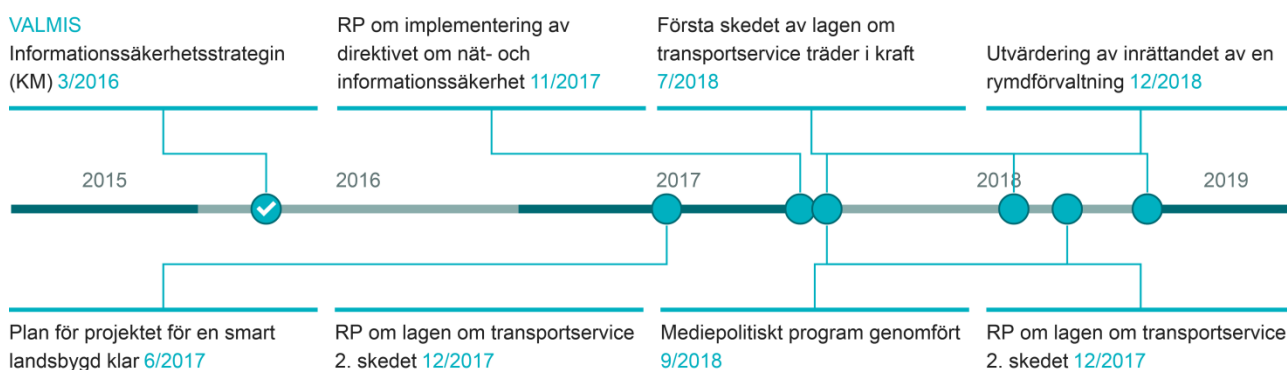 VALMIS
Informationssäkerhetsstrategin
(KM) 3/2016
RP om implementering av
direktivet om nät- och
informationssäkerhet 11/2017
Första skedet av lagen om
transportservice träder i kraft
7/2018
Utvärdering av inrättandet av en
rymdförvaltning 12/2018
2015
2016
2017
2018
2019
Plan för projektet för en smart
landsbygd klar 6/2017
RP om lagen om transportservice
2. skedet 12/2017
Mediepolitiskt program genomfört
9/2018
RP om lagen om transportservice
2. skedet 12/2017